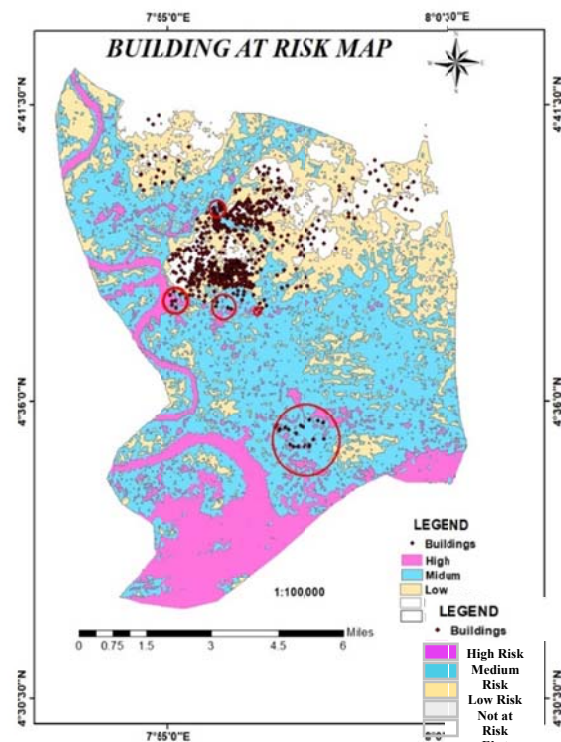 7°55'0"E
8°0'30"E
BUILDING AT RISK MAP
4°41'30"N
4°41'30"N
4°36'0"N
4°36'0"N
LEGEND
Buildings
High
Midum
Low
1:100,000
LEGEND
Buildings
Miles
0 0.75 1.5 3 4.5 6
High Risk
Medium
Risk
Low Risk
Not at
Risk
4°30'30"N
4°30'30"N
7°55'0"E